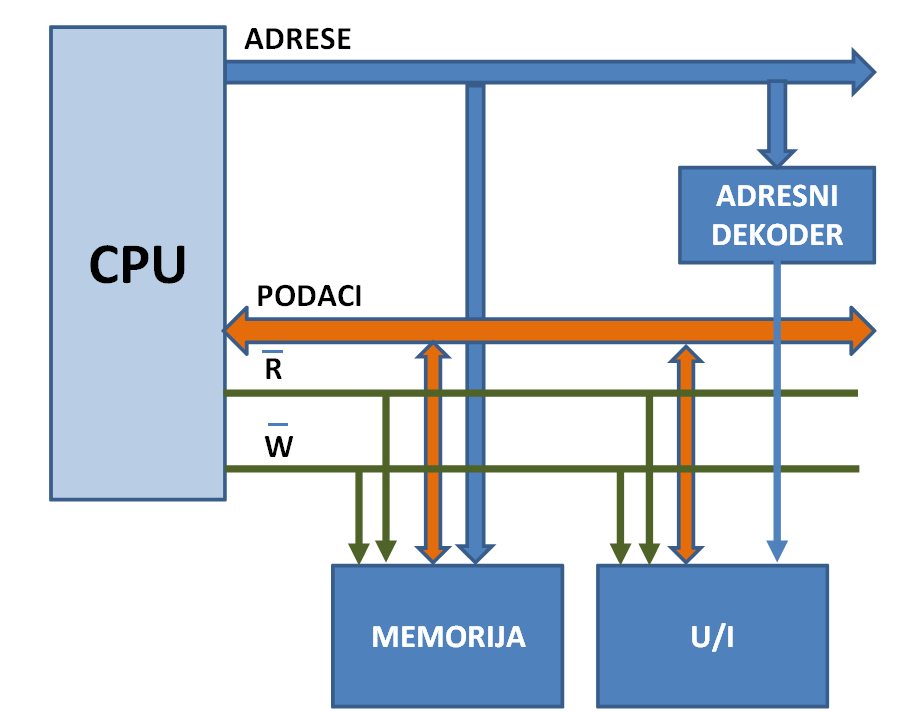 ADRESE
ADRESNI
DEKODER
CPU
PODACI
R̅
W̅
MEMORIJA
U/I